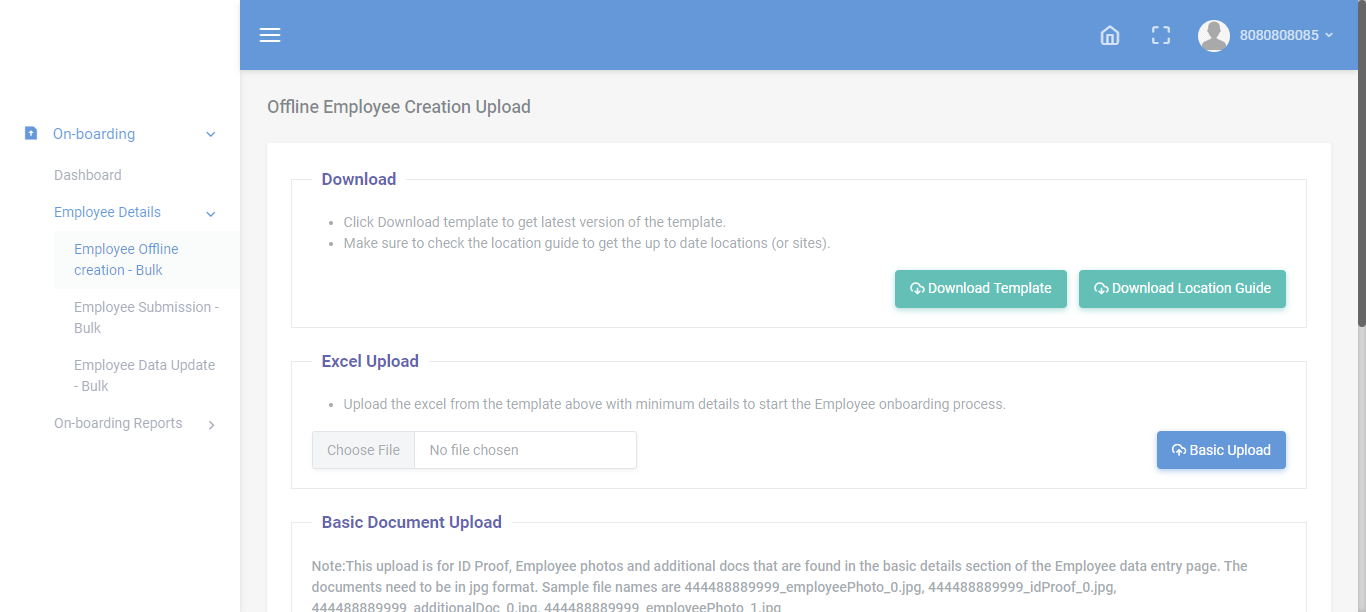 8080808085
On-boarding
Dashboard
Employee Details
Employee Offline
creation - Bulk
Employee Submission -
Bulk
Employee Data Update
- Bulk
On-boarding Reports
Offline Employee Creation Upload
Download
Click Download template to get latest version of the template.
Make sure to check the location guide to get the up to date locations (or sites).
Download Template
Download Location Guide
Excel Upload
Upload the excel from the template above with minimum details to start the Employee onboarding process.
Choose File
No file chosen
Basic Upload
Basic Document Upload
Note:This upload is for ID Proof, Employee photos and additional docs that are found in the basic details section of the Employee data entry page. The
documents need to be in jpg format. Sample file names are 444488889999_employeePhoto_0.jpg, 444488889999_idProof_0.jpg,
444488889999_additionalDoc_0.jpg, 444488889999_employeePhoto_1.jpg